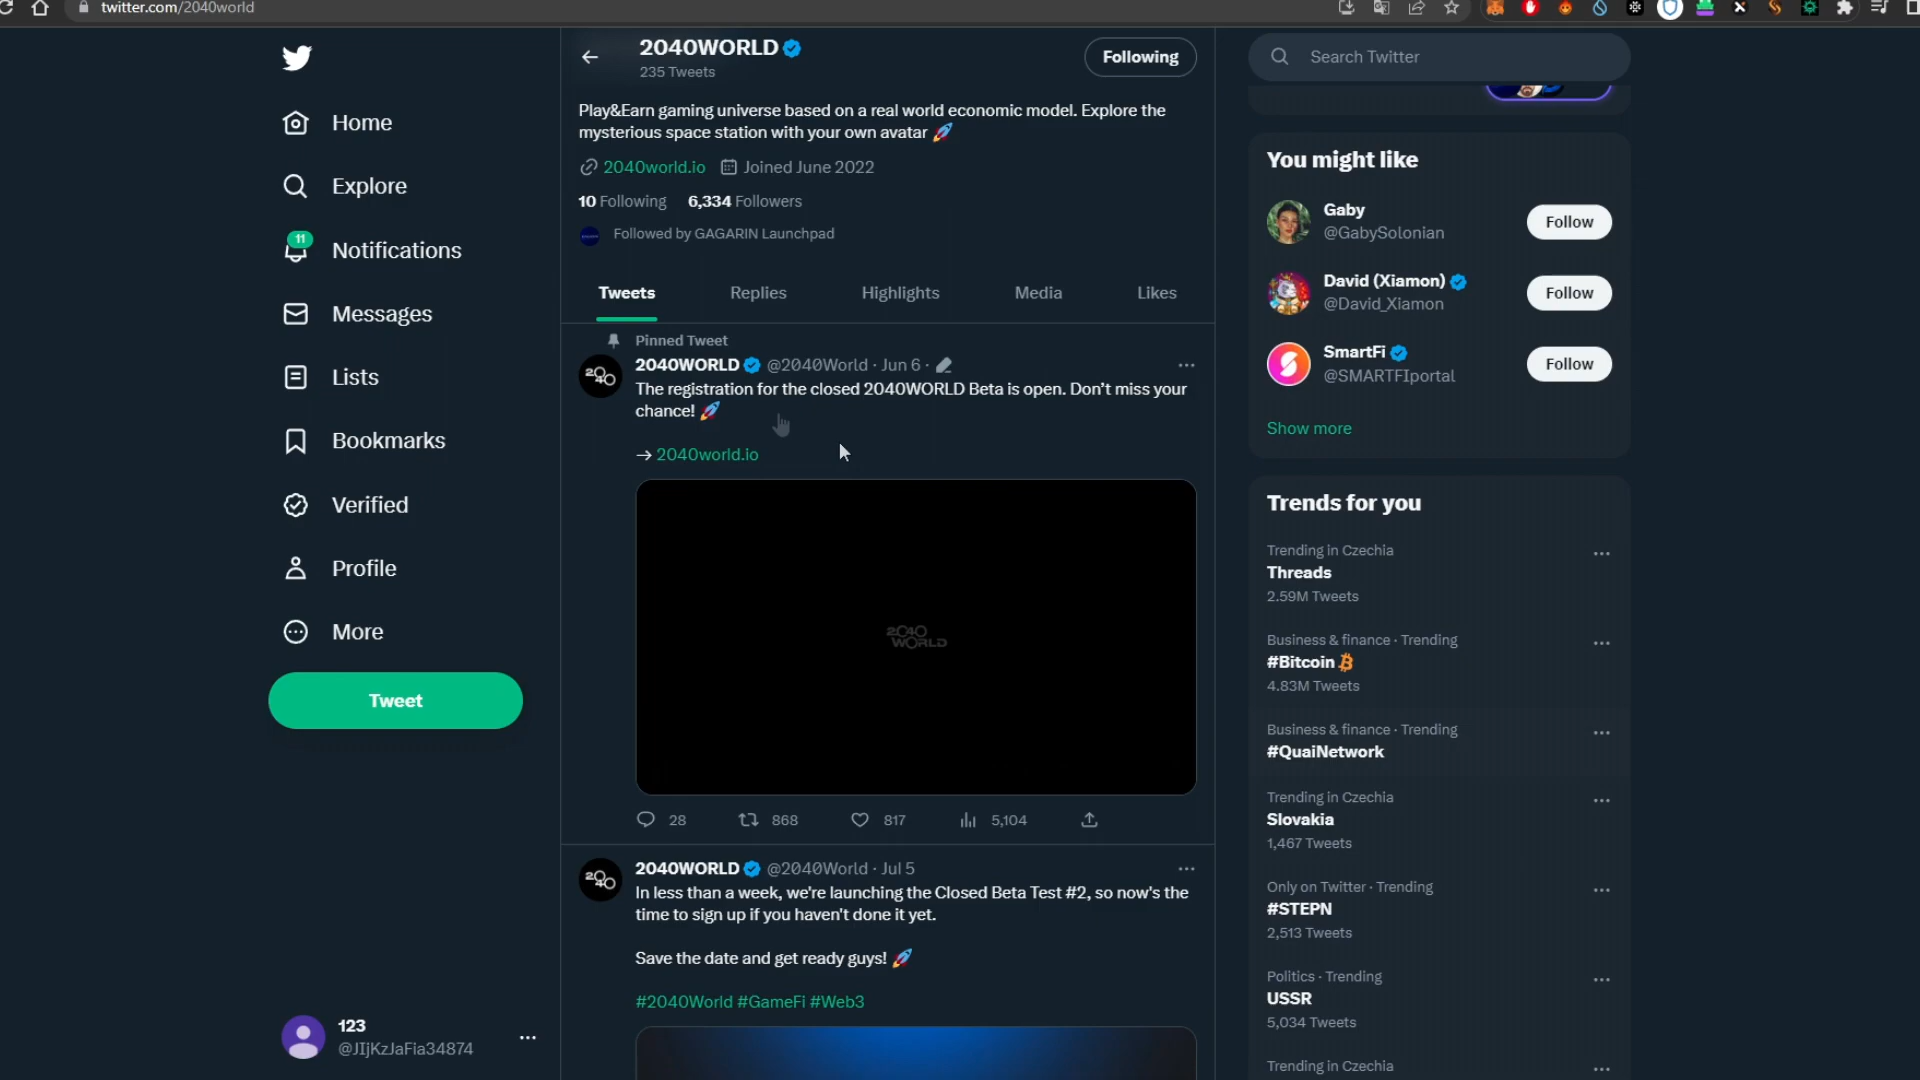 twitter.com/2040world
2040WORLD
235 Tweets
Following
Search Twitter
Home
Explore
11
Notifications
Messages
Lists
Bookmarks
Verified
Profile
More
Tweet
123
@JIjKzJaFia34874
Play&Earn gaming universe based on a real world economic model. Explore the
mysterious space station with your own avatar 🚀
2040world.io Joined June 2022
10 Following 6,334 Followers
Followed by GAGARIN Launchpad
Tweets Replies Highlights Media Likes
Pinned Tweet
2040
2040WORLD @2040World · Jun 6 ·
The registration for the closed 2040WORLD Beta is open. Don’t miss your
chance! 🚀
→ 2040world.io
2040
WORLD
28 868 817 5,104
2040
2040WORLD @2040World · Jul 5
In less than a week, we're launching the Closed Beta Test #2, so now's the
time to sign up if you haven't done it yet.
Save the date and get ready guys! 🚀
#2040World #GameFi #Web3
You might like
Gaby
@GabySolonian
Follow
David (Xiamon)
@David_Xiamon
Follow
SmartFi
@SMARTFIportal
Follow
Show more
Trends for you
Trending in Czechia
Threads
2.59M Tweets
Business & finance · Trending
#Bitcoin
4.83M Tweets
Business & finance · Trending
#QuaiNetwork
Trending in Czechia
Slovakia
1,467 Tweets
Only on Twitter · Trending
#STEPN
2,513 Tweets
Politics · Trending
USSR
5,034 Tweets
Trending in Czechia